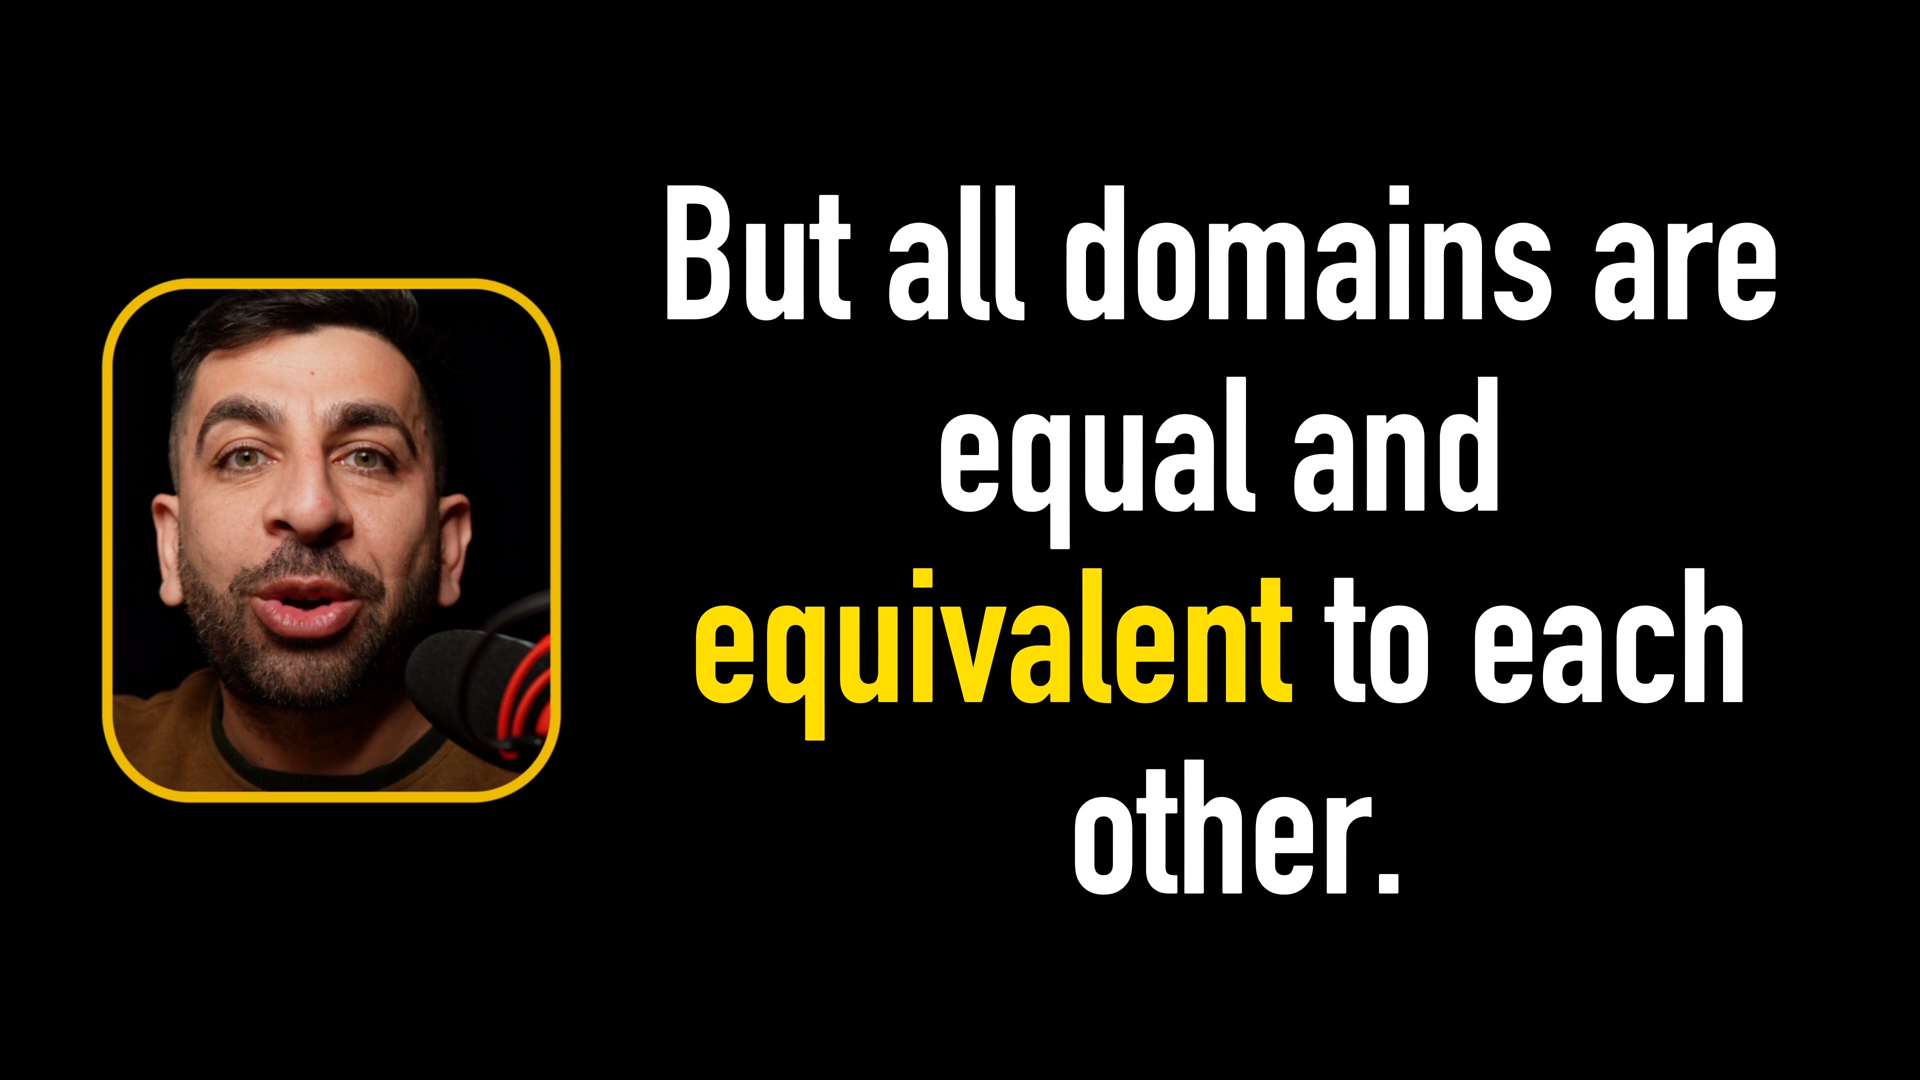 But all domains are
equal and
equivalent to each
other.